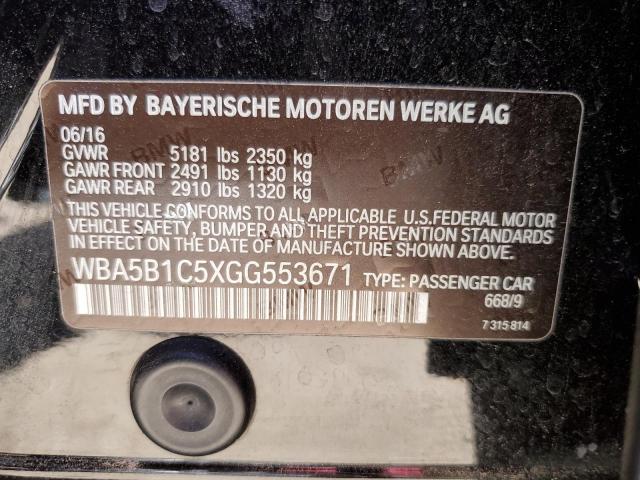 MFD BY BAYERISCHE MOTOREN WERKE AG
06/16
GVWR 5181 lbs 2350 kg
GAWR FRONT 2491 lbs 1130 kg
GAWR REAR 2910 lbs 1320 kg
THIS VEHICLE CONFORMS TO ALL APPLICABLE U.S.FEDERAL MOTOR
VEHICLE SAFETY, BUMPER AND THEFT PREVENTION STANDARDS
IN EFFECT ON THE DATE OF MANUFACTURE SHOWN ABOVE.
WBA5B1C5XGG553671 TYPE: PASSENGER CAR
668/9
7 315 814